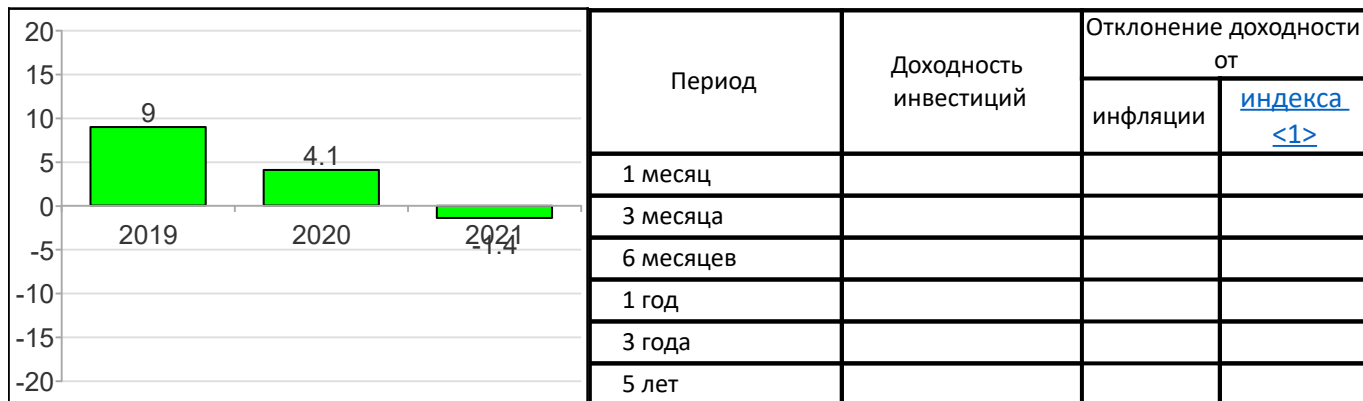 20
15
10
5
0
-5
-10
-15
-20
9
4.1
-1.4
2019
2020
2021
Период
Доходность
инвестиций
Отклонение доходности
от
инфляции
индекса
<1>
1 месяц
3 месяца
6 месяцев
1 год
3 года
5 лет